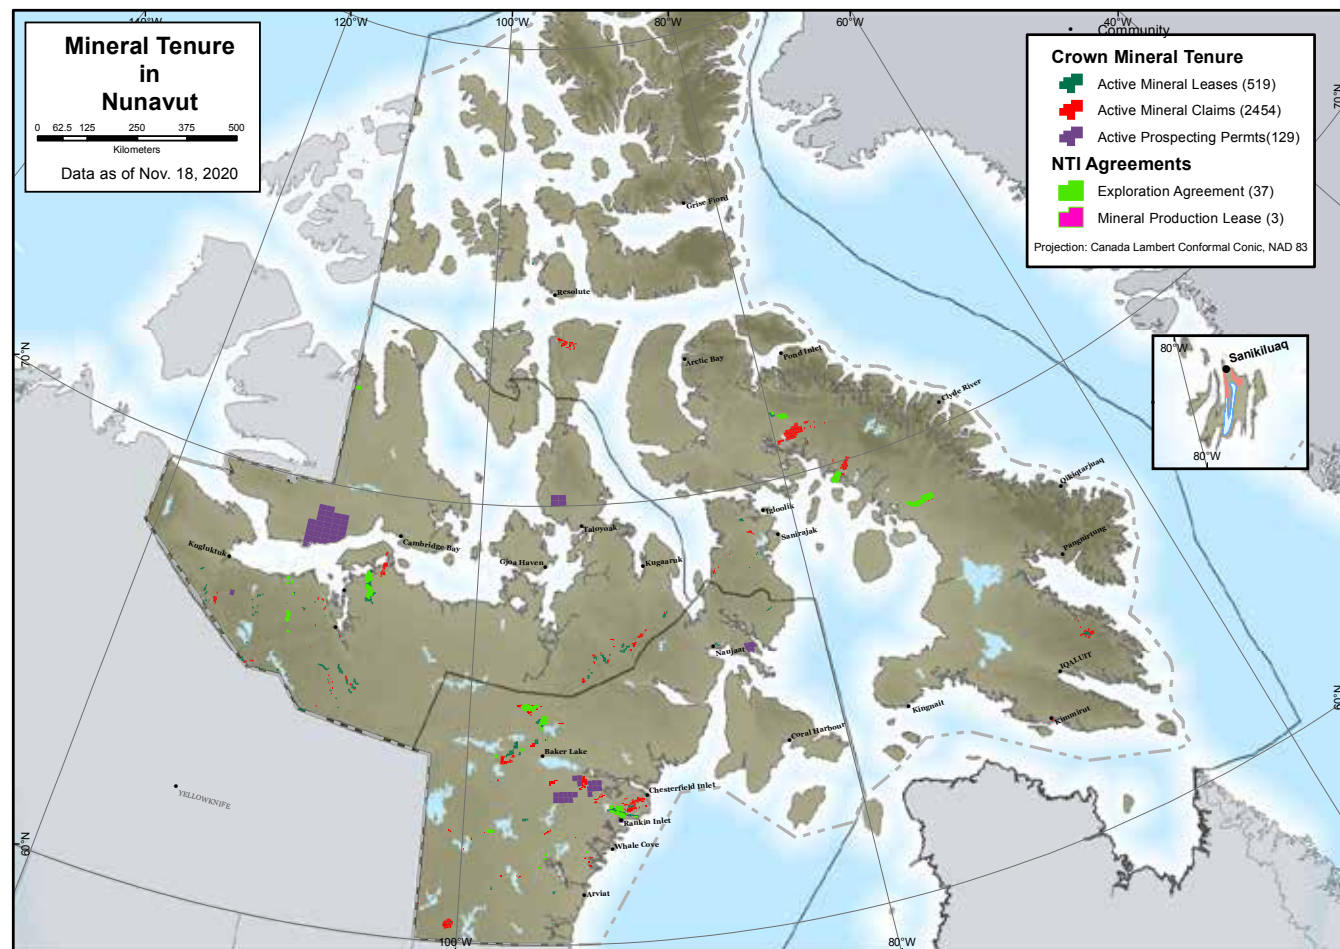 Mineral Tenure
in
Nunavut
0 62.5 125 250 375 500
Kilometers
Data as of Nov. 18, 2020
140°W
120°W
100°W
80°W
60°W
40°W
Community
Crown Mineral Tenure
Active Mineral Leases (519)
Active Mineral Claims (2454)
Active Prospecting Permts(129)
NTI Agreements
Exploration Agreement (37)
Mineral Production Lease (3)
Projection: Canada Lambert Conformal Conic, NAD 83
70°N
Grise Fiord
Resolute
Arctic Bay
Pond Inlet
Clyde River
80°W
Sanikiluaq
80°W
70°N
Qikiqtarjuaq
Igloolik
Sanirajak
Taloyoak
Cambridge Bay
Kugluktuk
Gjoa Haven
Kugaaruk
Pangnirtung
Naujaat
IQALUIT
Kingnait
Kimmirut
60°N
Coral Harbour
Baker Lake
YELLOWKNIFE
Chesterfield Inlet
Rankin Inlet
Whale Cove
60°N
Arviat
100°W
80°W